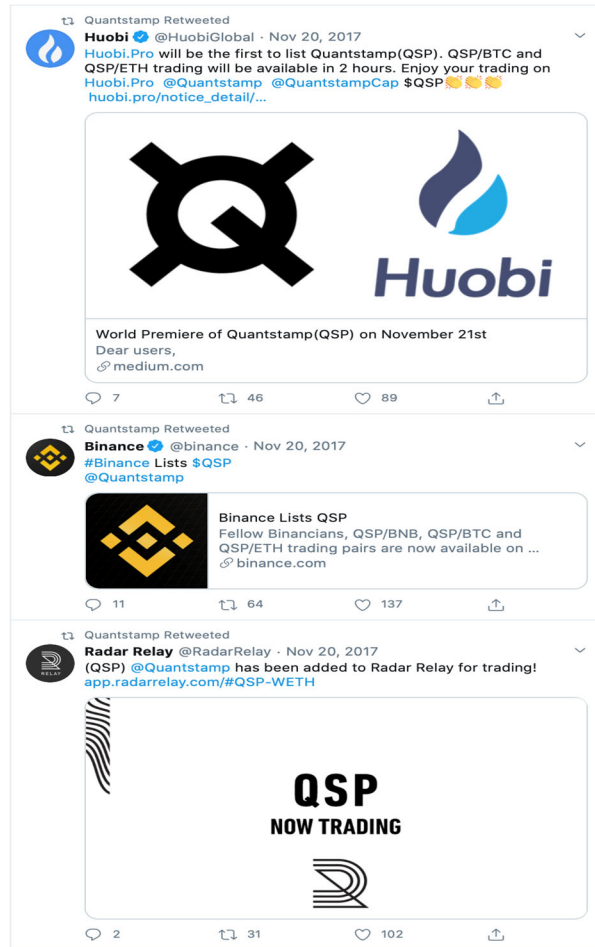 Quantstamp Retweeted
Huobi @HuobiGlobal · Nov 20, 2017
Huobi.Pro will be the first to list Quantstamp(QSP). QSP/BTC and
QSP/ETH trading will be available in 2 hours. Enjoy your trading on
Huobi.Pro @Quantstamp @QuantstampCap $QSP👏👏👏
huobi.pro/notice_detail/...
Huobi
World Premiere of Quantstamp(QSP) on November 21st
Dear users,
medium.com
7 46 89
Quantstamp Retweeted
Binance @binance · Nov 20, 2017
#Binance Lists $QSP
@Quantstamp
Binance Lists QSP
Fellow Binancians, QSP/BNB, QSP/BTC and
QSP/ETH trading pairs are now available on ...
binance.com
11 64 137
Quantstamp Retweeted
Radar Relay @RadarRelay · Nov 20, 2017
RELAY
(QSP) @Quantstamp has been added to Radar Relay for trading!
app.radarrelay.com/#QSP-WETH
QSP
NOW TRADING
2 31 102